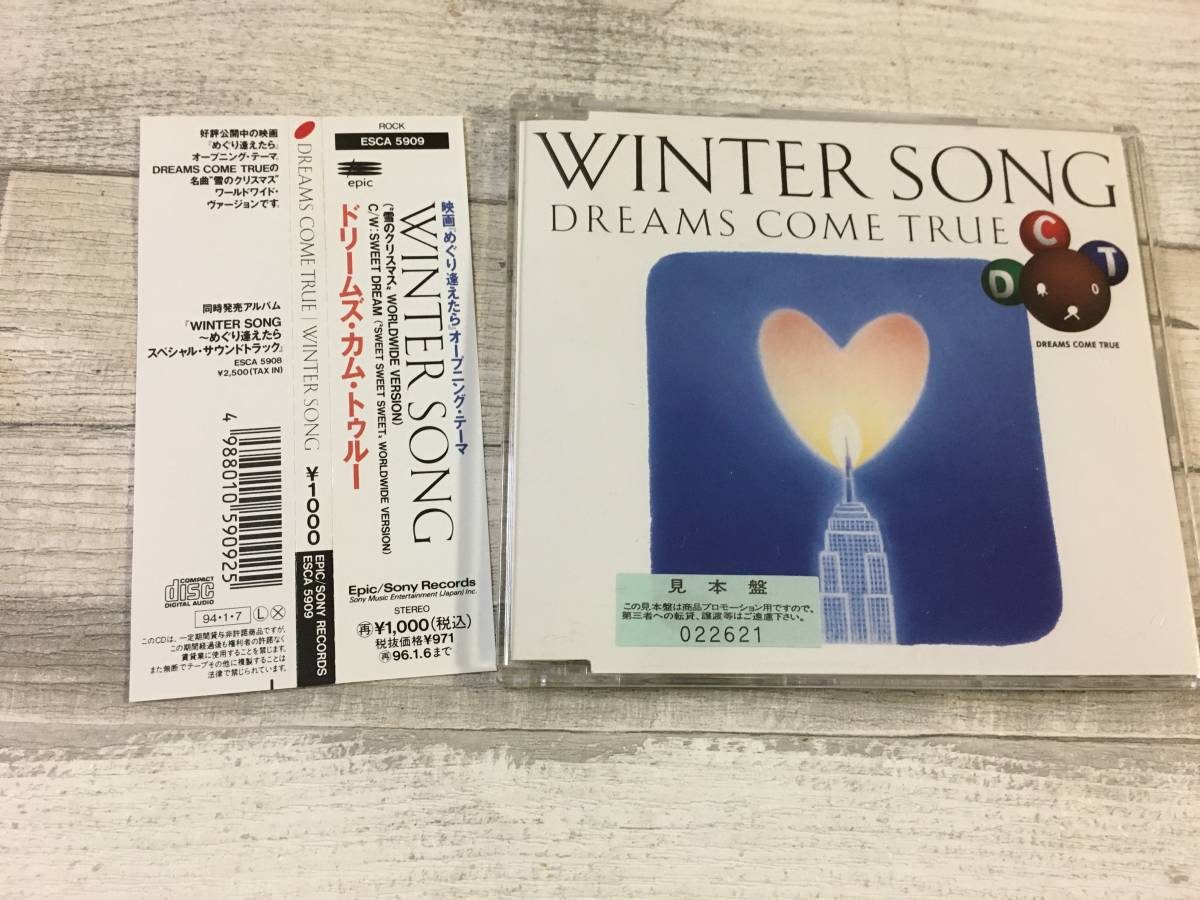 好評公開中の映画
『めぐり逢えたら』
オープニング・テーマ。
DREAMS COME TRUEの
名曲“雪のクリスマス”
ワールドワイド・
ヴァージョンです。
同時発売アルバム
『WINTER SONG
〜めぐり逢えたら
スペシャル・サウンドトラック』
ESCA 5908
¥2,500(TAX IN)
4 988010 590925
COMPACT
disc
DIGITAL AUDIO
94・1・7 Ⓛ
このCDは、一定期間貸与非許諾商品ですが、
この期間経過後も権利者の許諾なく
賃貸業に使用することを禁じます。
また無断でテープその他に複製することは
法律で禁じられています。
DREAMS COME TRUE | WINTER SONG
¥1000
EPIC/SONY RECORDS
ESCA 5909
ROCK
ESCA 5909
epic
映画『めぐり逢えたら』オープニング・テーマ
WINTER SONG
(“雪のクリスマス” WORLDWIDE VERSION)
C/W:SWEET DREAM (“SWEET SWEET SWEET” WORLDWIDE VERSION)
ドリームズ・カム・トゥルー
Epic/Sony Records
Sony Music Entertainment (Japan) Inc.
STEREO
再¥1,000(税込)
税抜価格¥971
再96.1.6まで
WINTER SONG
DREAMS COME TRUE
D
C
T
DREAMS COME TRUE
見本盤
この見本盤は商品プロモーション用ですので、
第三者への転貸、譲渡等はご遠慮下さい。
022621